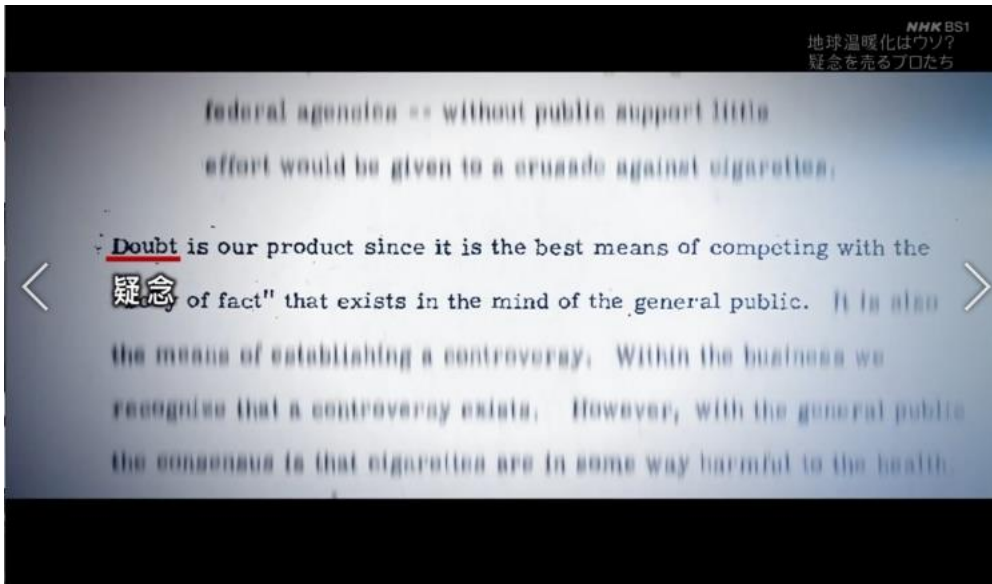 NHK BS1
地球温暖化はウソ?
疑念を売るプロたち
federal agencies -- without public support little
effort would be given to a crusade against cigarettes.
Doubt is our product since it is the best means of competing with the
疑念 of fact" that exists in the mind of the general public. It is also
the means of establishing a controversy. Within the business we
recognize that a controversy exists. However, with the general public
the consensus is that cigarettes are in some way harmful to the health.